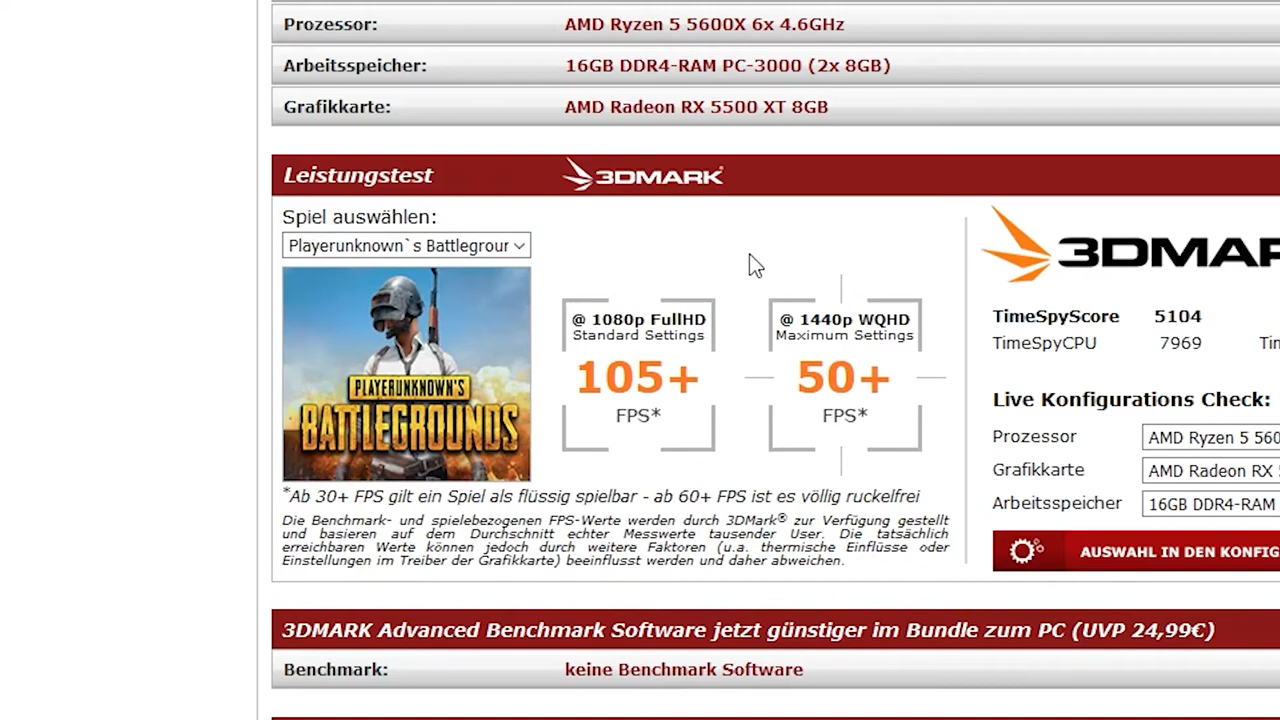 Prozessor: AMD Ryzen 5 5600X 6x 4.6GHz
Arbeitsspeicher: 16GB DDR4-RAM PC-3000 (2x 8GB)
Grafikkarte: AMD Radeon RX 5500 XT 8GB
Leistungstest 3DMARK®
Spiel auswählen:
Playerunknown`s Battlegrour
PLAYERUNKNOWN'S
BATTLEGROUNDS
@ 1080p FullHD
Standard Settings
105+
FPS*
@ 1440p WQHD
Maximum Settings
50+
FPS*
*Ab 30+ FPS gilt ein Spiel als flüssig spielbar - ab 60+ FPS ist es völlig ruckelfrei
Die Benchmark- und spielebezogenen FPS-Werte werden durch 3DMark® zur Verfügung gestellt
und basieren auf dem Durchschnitt echter Messwerte tausender User. Die tatsächlich
erreichbaren Werte können jedoch durch weitere Faktoren (u.a. thermische Einflüsse oder
Einstellungen im Treiber der Grafikkarte) beeinflusst werden und daher abweichen.
3DMA
TimeSpyScore 5104
TimeSpyCPU 7969 Tin
Live Konfigurations Check:
Prozessor AMD Ryzen 5 560
Grafikkarte AMD Radeon RX
Arbeitsspeicher 16GB DDR4-RAM
AUSWAHL IN DEN KONFIG
3DMARK Advanced Benchmark Software jetzt günstiger im Bundle zum PC (UVP 24,99€)
Benchmark: keine Benchmark Software